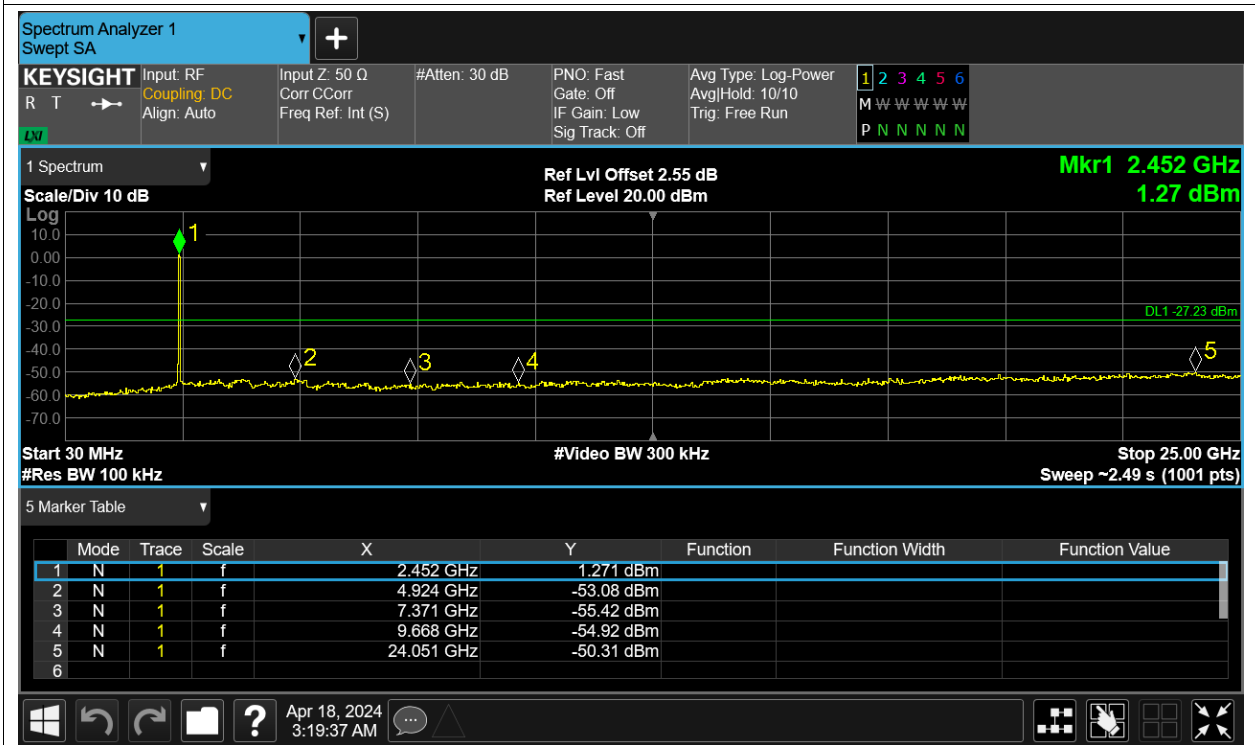 Spectrum Analyzer 1
Swept SA
+
KEYSIGHT Input: RF Input Z: 50 Ω #Atten: 30 dB PNO: Fast Avg Type: Log-Power 1 2 3 4 5 6
R T Coupling: DC Corr CCorr Gate: Off Avg|Hold: 10/10 M W W W W W
Align: Auto Freq Ref: Int (S) IF Gain: Low Trig: Free Run
LXI Sig Track: Off P N N N N N
1 Spectrum Ref Lvl Offset 2.55 dB Mkr1 2.452 GHz
Scale/Div 10 dB Ref Level 20.00 dBm 1.27 dBm
Log
10.0 1
0.00
-10.0
-20.0
DL1 -27.23 dBm
-30.0
-40.0 2 3 4 5
-50.0
-60.0
-70.0
Start 30 MHz #Video BW 300 kHz Stop 25.00 GHz
#Res BW 100 kHz Sweep ~2.49 s (1001 pts)
5 Marker Table
Mode Trace Scale X Y Function Function Width Function Value
1 N 1 f 2.452 GHz 1.271 dBm
2 N 1 f 4.924 GHz -53.08 dBm
3 N 1 f 7.371 GHz -55.42 dBm
4 N 1 f 9.668 GHz -54.92 dBm
5 N 1 f 24.051 GHz -50.31 dBm
6
? Apr 18, 2024
3:19:37 AM